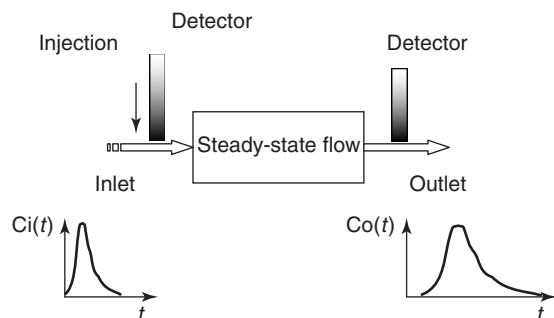 Detector
Injection
Detector
Steady-state flow
Inlet
Outlet
Ci(t)
Co(t)
t
t